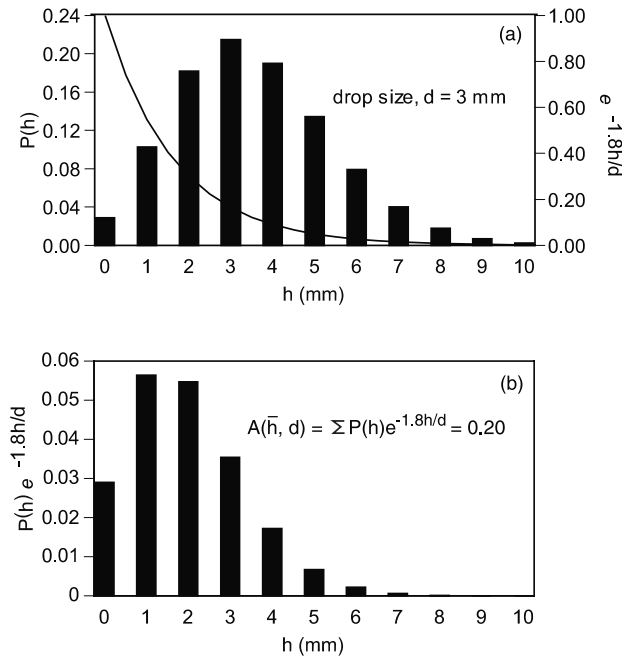 (a)
0.24
0.20
0.16
0.12
0.08
0.04
0.00
P(h)
1.00
0.80
0.60
0.40
0.20
0.00
e -1.8h/d
drop size, d = 3 mm
0 1 2 3 4 5 6 7 8 9 10
h (mm)
(b)
0.06
0.05
0.04
0.03
0.02
0.01
0
P(h) e -1.8h/d
A(h̅, d) = Σ P(h)e^-1.8h/d = 0.20
0 1 2 3 4 5 6 7 8 9 10
h (mm)